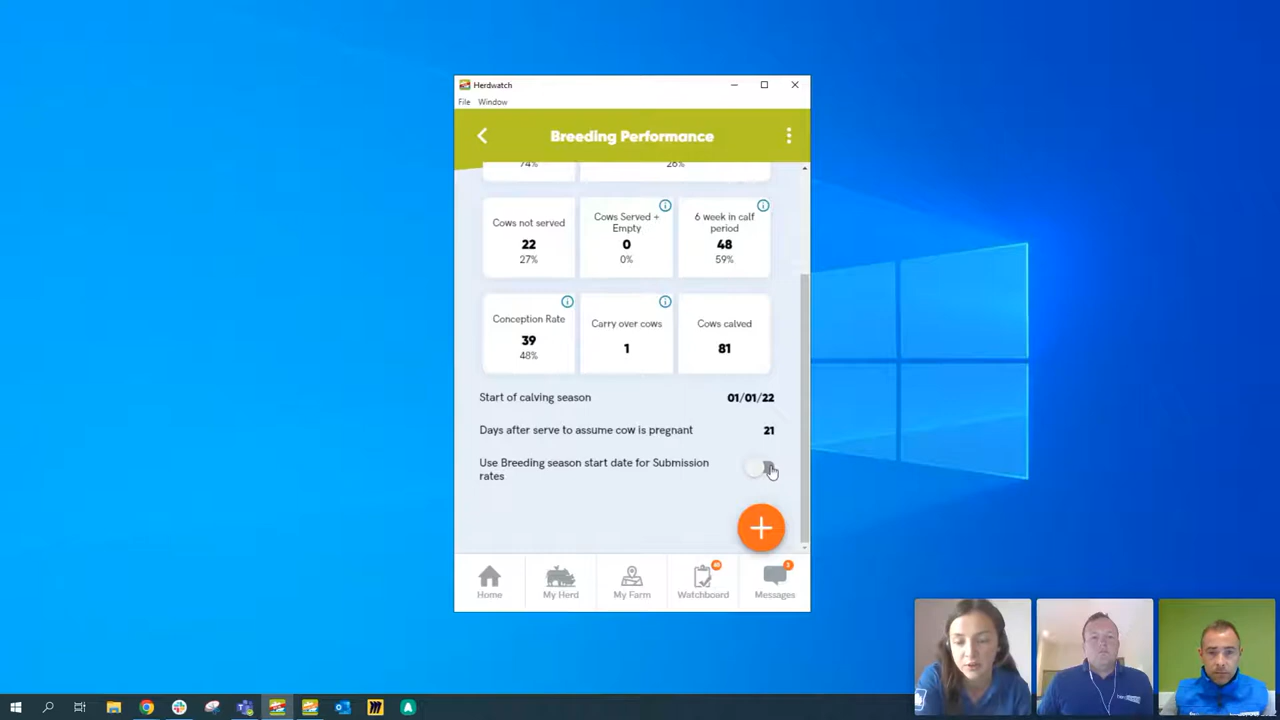 Herdwatch
File Window
Breeding Performance
74% 26%
Cows not served
22
27%
Cows Served +
Empty
0
0%
6 week in calf
period
48
59%
Conception Rate
39
48%
Carry over cows
1
Cows calved
81
Start of calving season 01/01/22
Days after serve to assume cow is pregnant 21
Use Breeding season start date for Submission
rates
Home
My Herd
My Farm
Watchboard
Messages